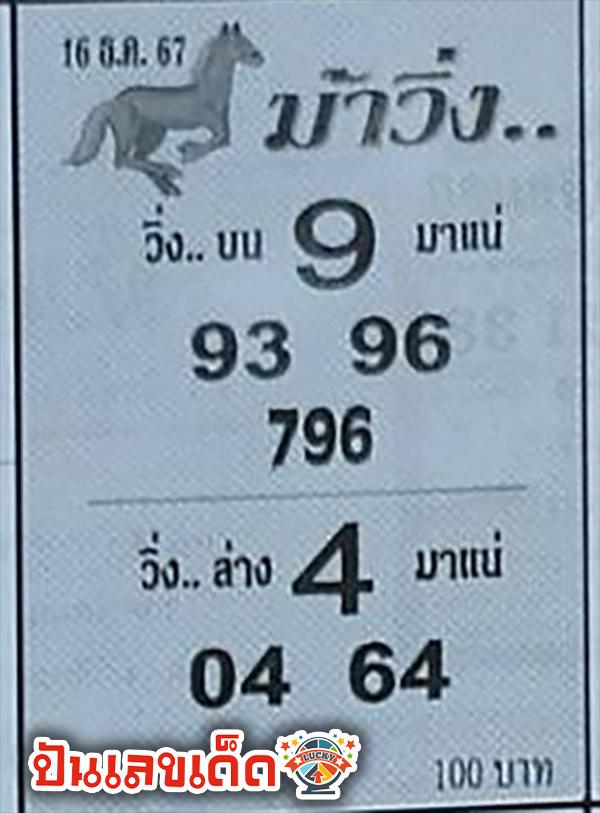 16 ธ.ค. 67
ม้าวิ่ง..
วิ่ง.. บน 9 มาแน่
93 96
796
วิ่ง.. ล่าง 4 มาแน่
04 64
ปันเลขเด็ด LUCKY
100 บาท